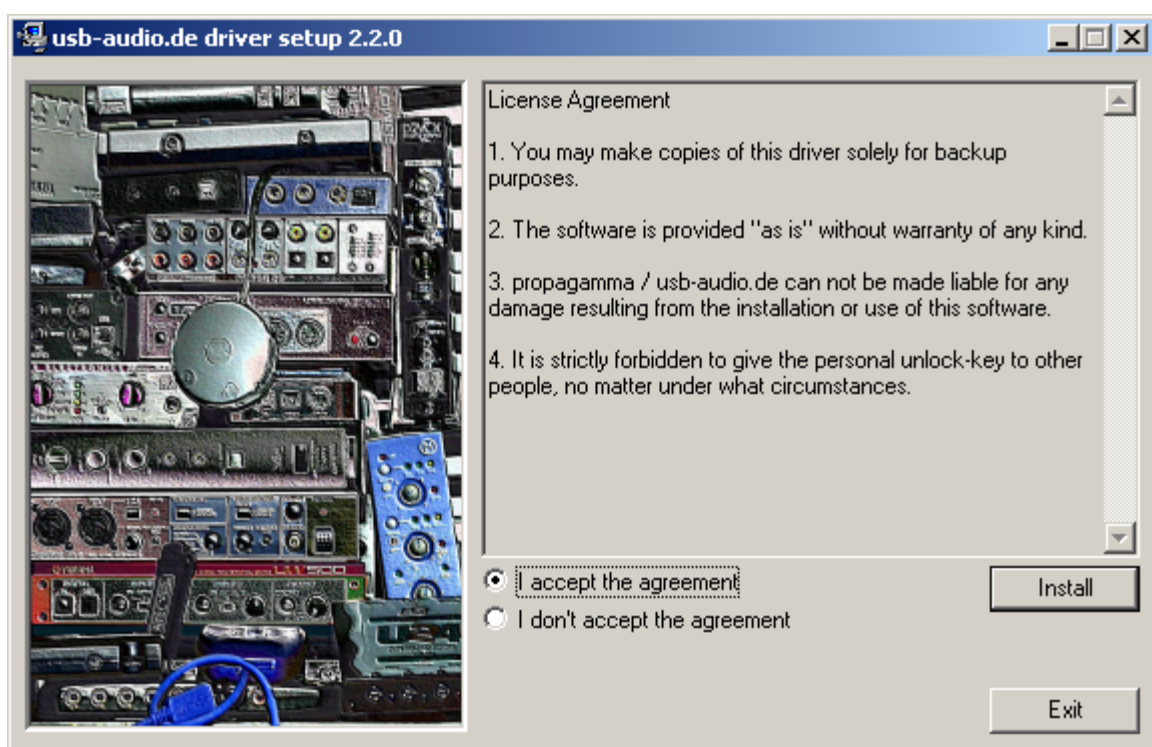 usb-audio.de driver setup 2.2.0
License Agreement
1. You may make copies of this driver solely for backup
purposes.
2. The software is provided "as is" without warranty of any kind.
3. propagamma / usb-audio.de can not be made liable for any
damage resulting from the installation or use of this software.
4. It is strictly forbidden to give the personal unlock-key to other
people, no matter under what circumstances.
YAMAHA
UW500
I accept the agreement
Install
I don't accept the agreement
Exit